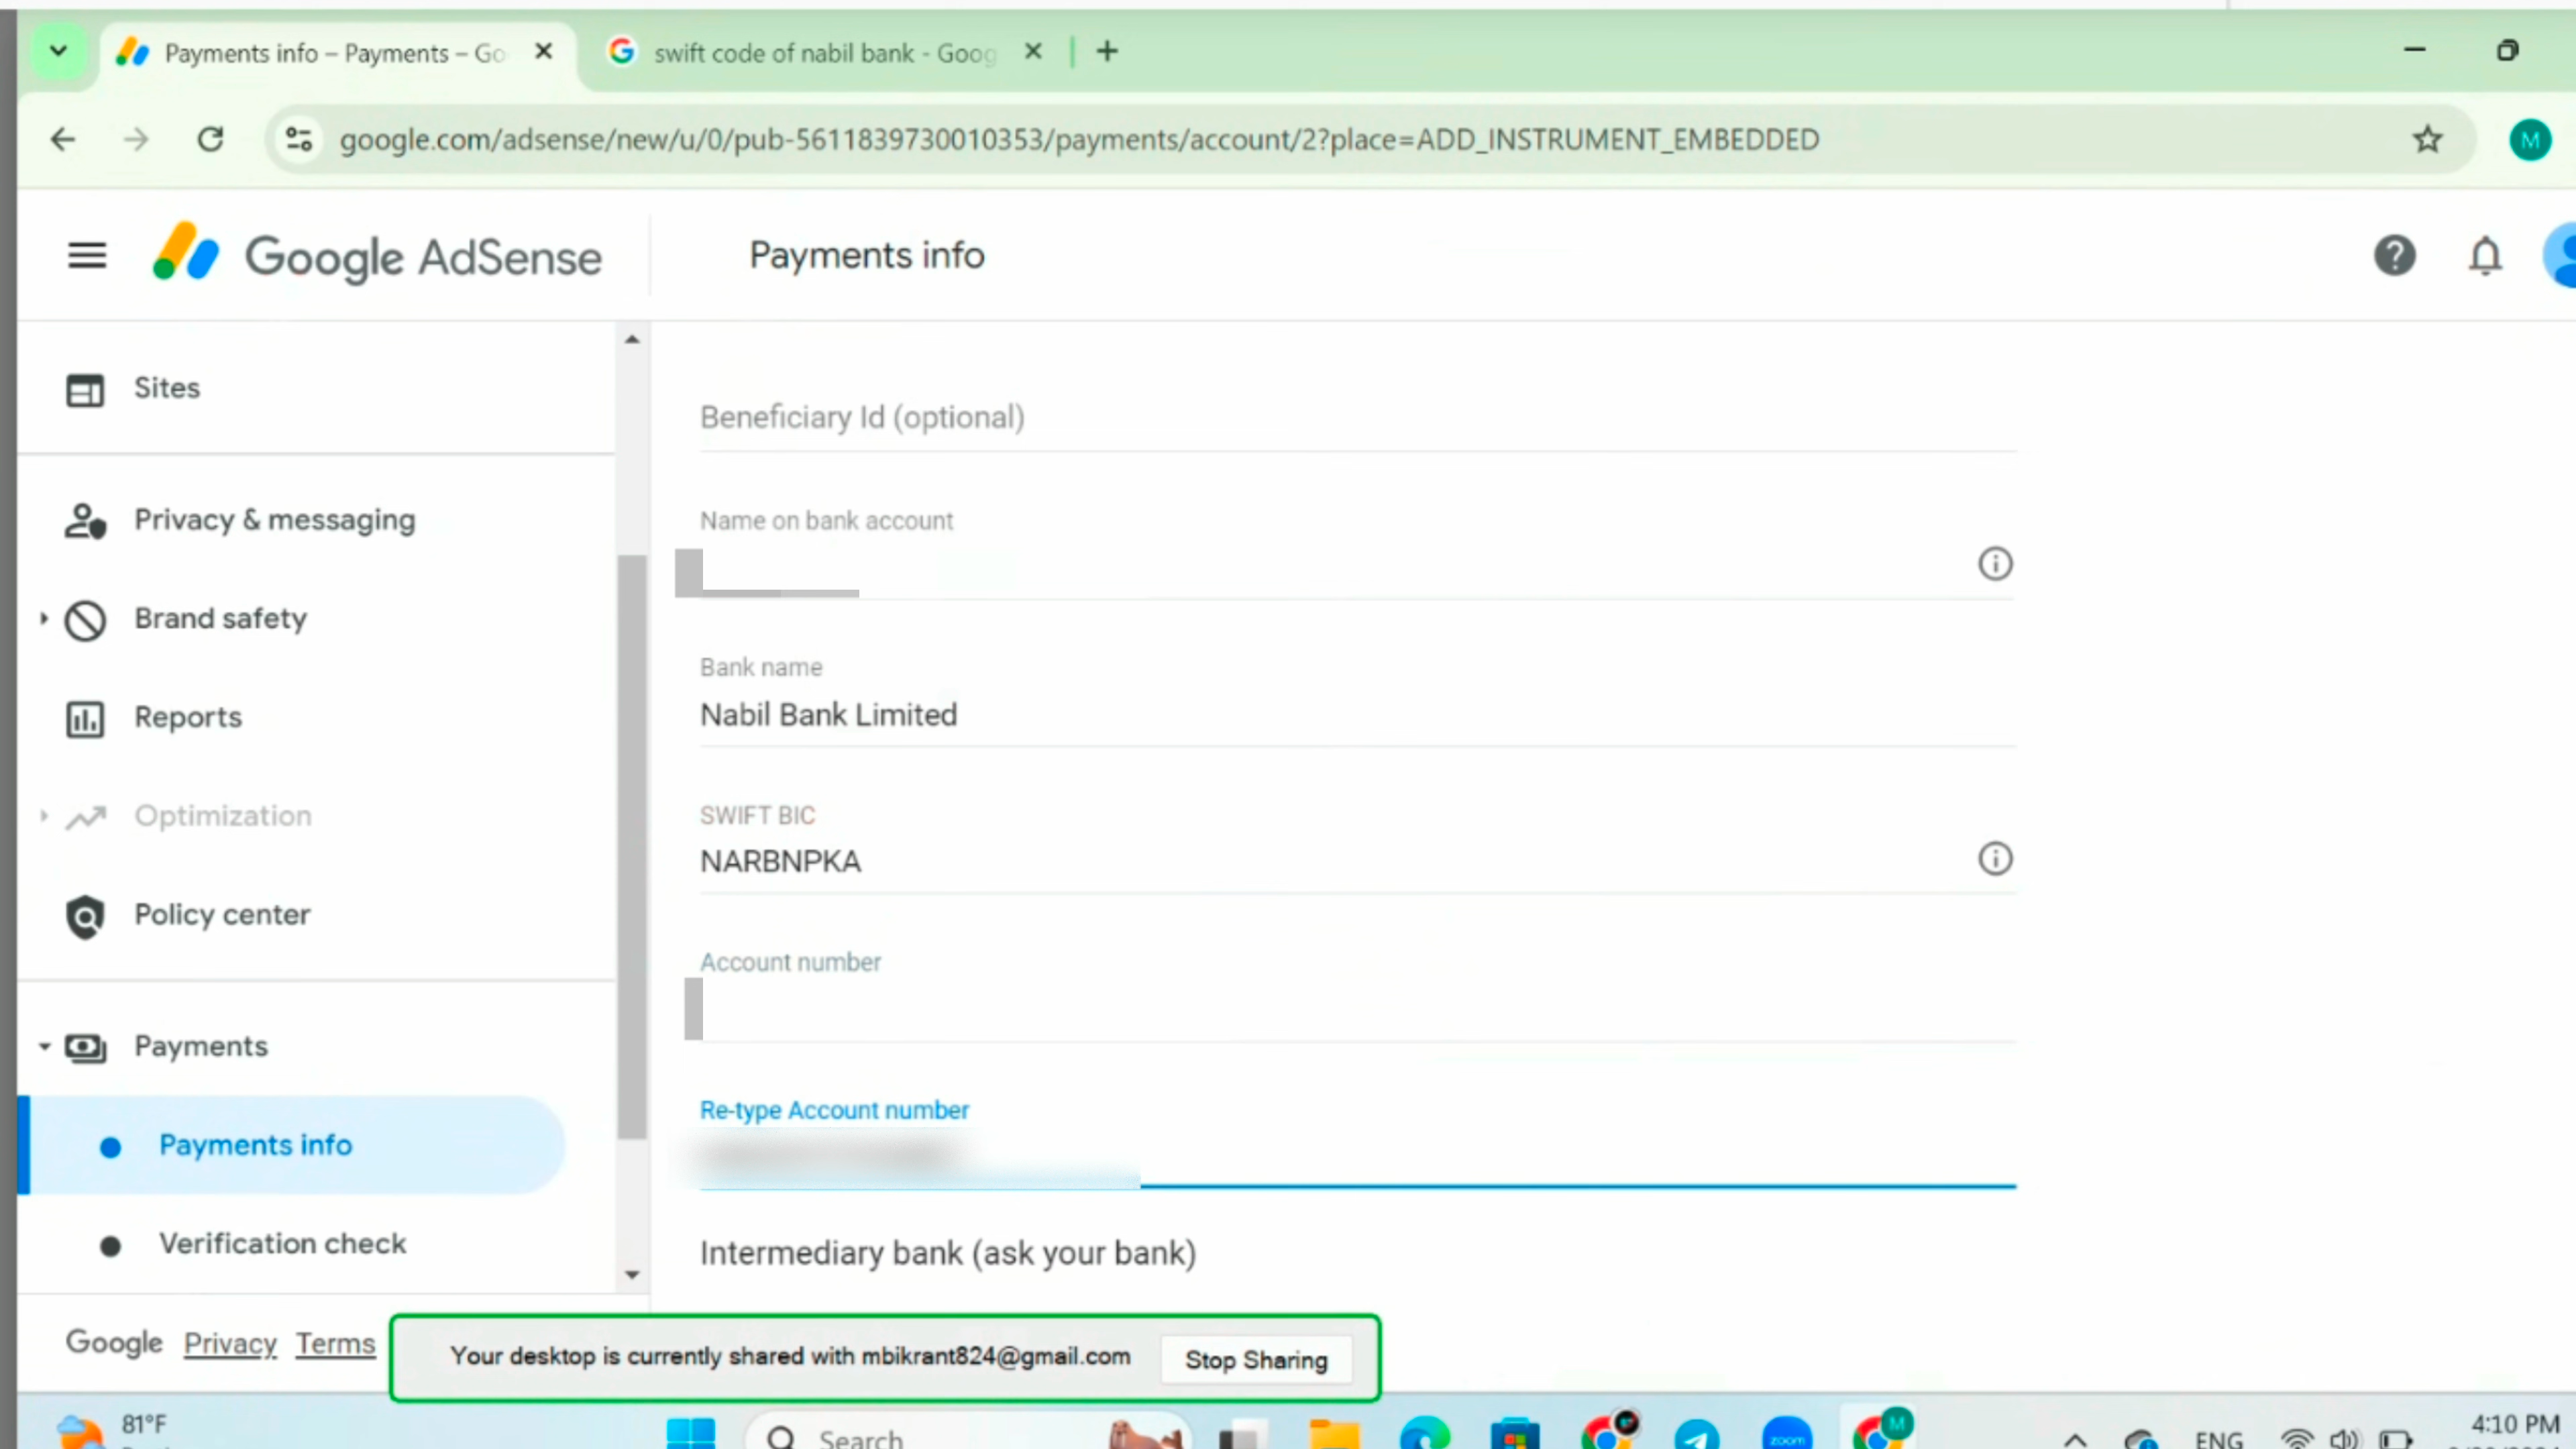 Payments info – Payments – Go
swift code of nabil bank - Goog
google.com/adsense/new/u/0/pub-5611839730010353/payments/account/2?place=ADD_INSTRUMENT_EMBEDDED
M
Google AdSense
Payments info
Sites
Privacy & messaging
Brand safety
Reports
Optimization
Policy center
Payments
Payments info
Verification check
Google Privacy Terms
Beneficiary Id (optional)
Name on bank account
Bank name
Nabil Bank Limited
SWIFT BIC
NARBNPKA
Account number
Re-type Account number
Intermediary bank (ask your bank)
Your desktop is currently shared with mbikrant824@gmail.com
Stop Sharing
81°F
Search
zoom
M
ENG
4:10 PM